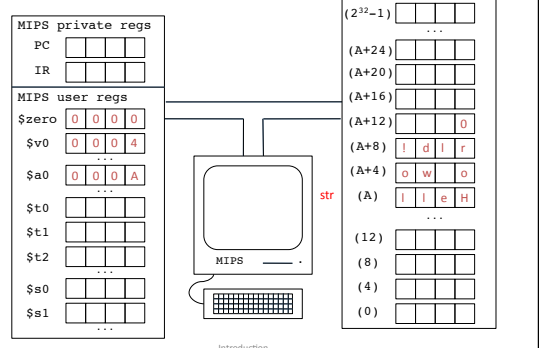 MIPS private regs
PC
IR
MIPS user regs
$zero 0 0 0 0
$v0 0 0 0 4
...
$a0 0 0 0 A
...
$t0
$t1
$t2
...
$s0
$s1
...
MIPS .
str
(2³²−1)
...
(A+24)
(A+20)
(A+16)
(A+12) 0
(A+8) ! d l r
(A+4) o w o
(A) l l e H
...
(12)
(8)
(4)
(0)
Introduction